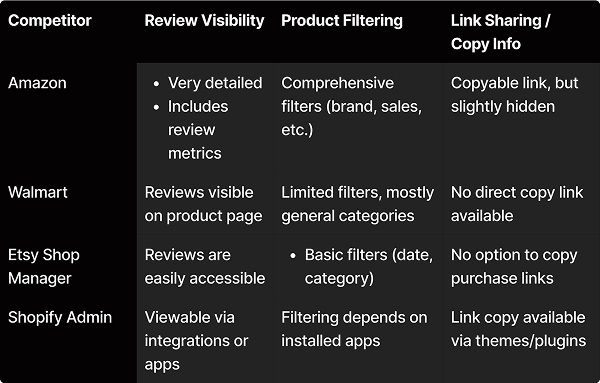 Competitor
Review Visibility
Product Filtering
Link Sharing /
Copy Info
Amazon
• Very detailed
• Includes
review
metrics
Comprehensive
filters (brand, sales,
etc.)
Copyable link, but
slightly hidden
Walmart
Reviews visible
on product page
Limited filters, mostly
general categories
No direct copy link
available
Etsy Shop
Manager
Reviews are
easily accessible
• Basic filters (date,
category)
No option to copy
purchase links
Shopify Admin
Viewable via
integrations or
apps
Filtering depends on
installed apps
Link copy available
via themes/plugins